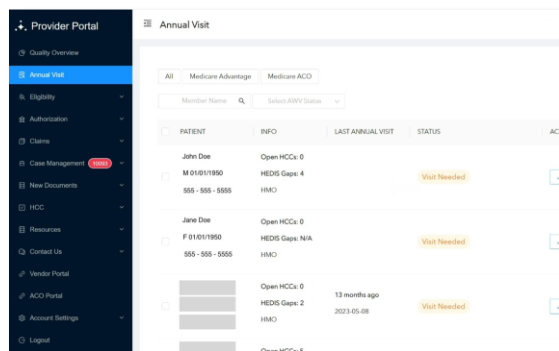 Provider Portal
Annual Visit
Quality Overview
Annual Visit
Eligibility
Authorization
Claims
Case Management
New Documents
HCC
Resources
Contact Us
Vendor Portal
ACO Portal
Account Settings
Logout
All Medicare Advantage Medicare ACO
Member Name Select AWV Status
PATIENT INFO LAST ANNUAL VISIT STATUS AC
John Doe Open HCCs: 0
M 01/01/1950 HEDIS Gaps: 4 Visit Needed
555 - 555 - 5555 HMO
Jane Doe Open HCCs: 0
F 01/01/1950 HEDIS Gaps: N/A Visit Needed
555 - 555 - 5555 HMO
Open HCCs: 0
HEDIS Gaps: 2 13 months ago Visit Needed
HMO 2023-05-08